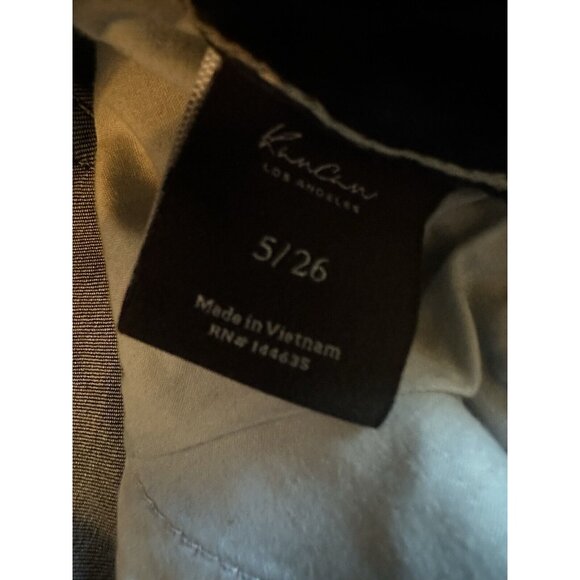 KanCan
LOS ANGELES
5/26
Made in Vietnam
RN# 144635